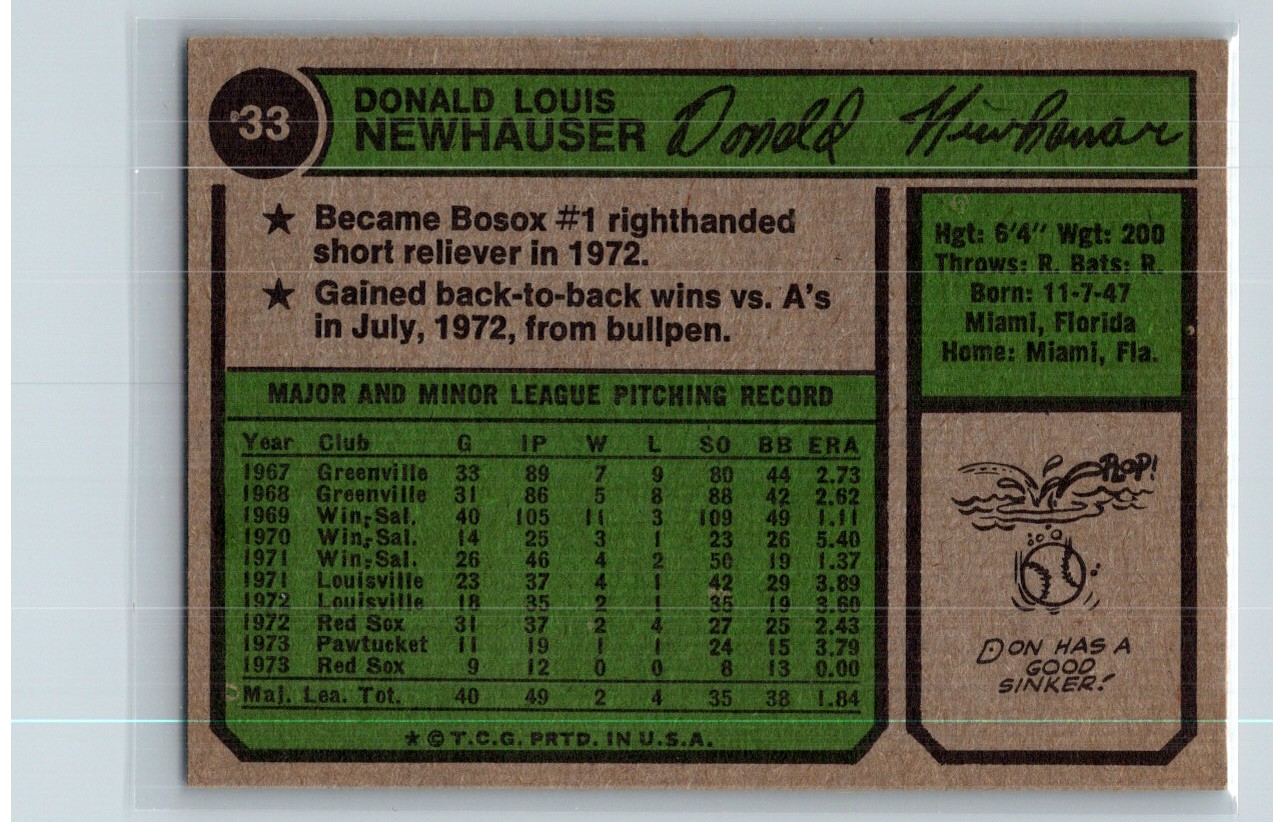 33
DONALD LOUIS
NEWHAUSER
Donald Newhauser
★ Became Bosox #1 righthanded
short reliever in 1972.
★ Gained back-to-back wins vs. A's
in July, 1972, from bullpen.
Hgt: 6'4" Wgt: 200
Throws: R. Bats: R.
Born: 11-7-47
Miami, Florida
Home: Miami, Fla.
MAJOR AND MINOR LEAGUE PITCHING RECORD
Year Club G IP W L SO BB ERA
1967 Greenville 33 89 7 9 80 44 2.73
1968 Greenville 31 86 5 8 88 42 2.62
1969 Win-Sal. 40 105 11 3 109 49 1.11
1970 Win-Sal. 14 25 3 1 23 26 5.40
1971 Win-Sal. 26 46 4 2 50 19 1.37
1971 Louisville 23 37 4 1 42 29 3.89
1972 Louisville 18 35 2 1 35 19 3.60
1972 Red Sox 31 37 2 4 27 25 2.43
1973 Pawtucket 11 19 1 1 24 15 3.79
1973 Red Sox 9 12 0 0 8 13 0.00
Maj. Lea. Tot. 40 49 2 4 35 38 1.84
★ © T.C.G. PRTD. IN U.S.A.
PLOP!
DON HAS A
GOOD
SINKER!